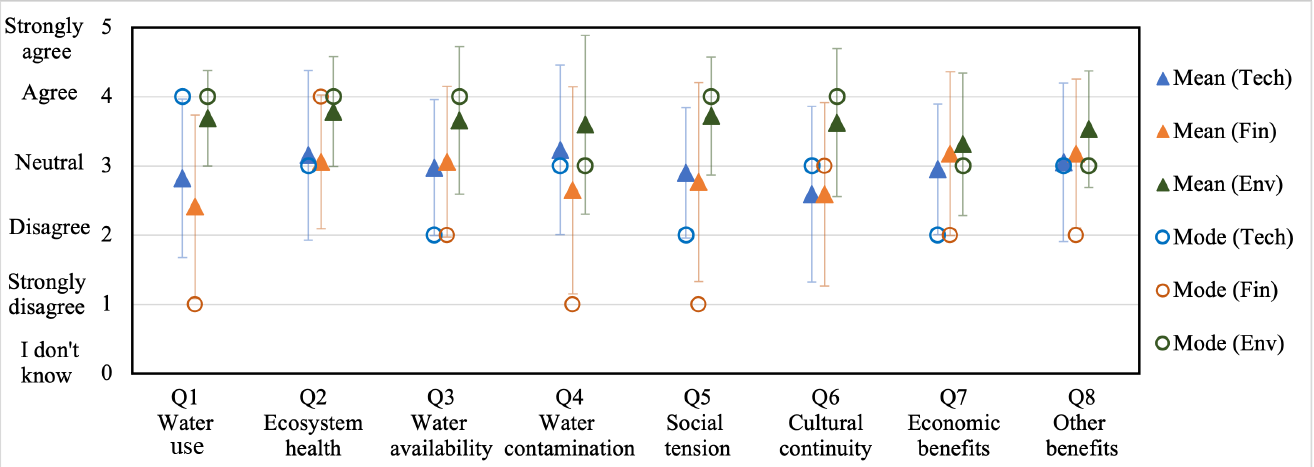 Strongly
agree
5
Agree
4
Neutral
3
Disagree
2
Strongly
disagree
1
I don't
know
0
Q1
Water
use
Q2
Ecosystem
health
Q3
Water
availability
Q4
Water
contamination
Q5
Social
tension
Q6
Cultural
continuity
Q7
Economic
benefits
Q8
Other
benefits
Mean (Tech)
Mean (Fin)
Mean (Env)
Mode (Tech)
Mode (Fin)
Mode (Env)